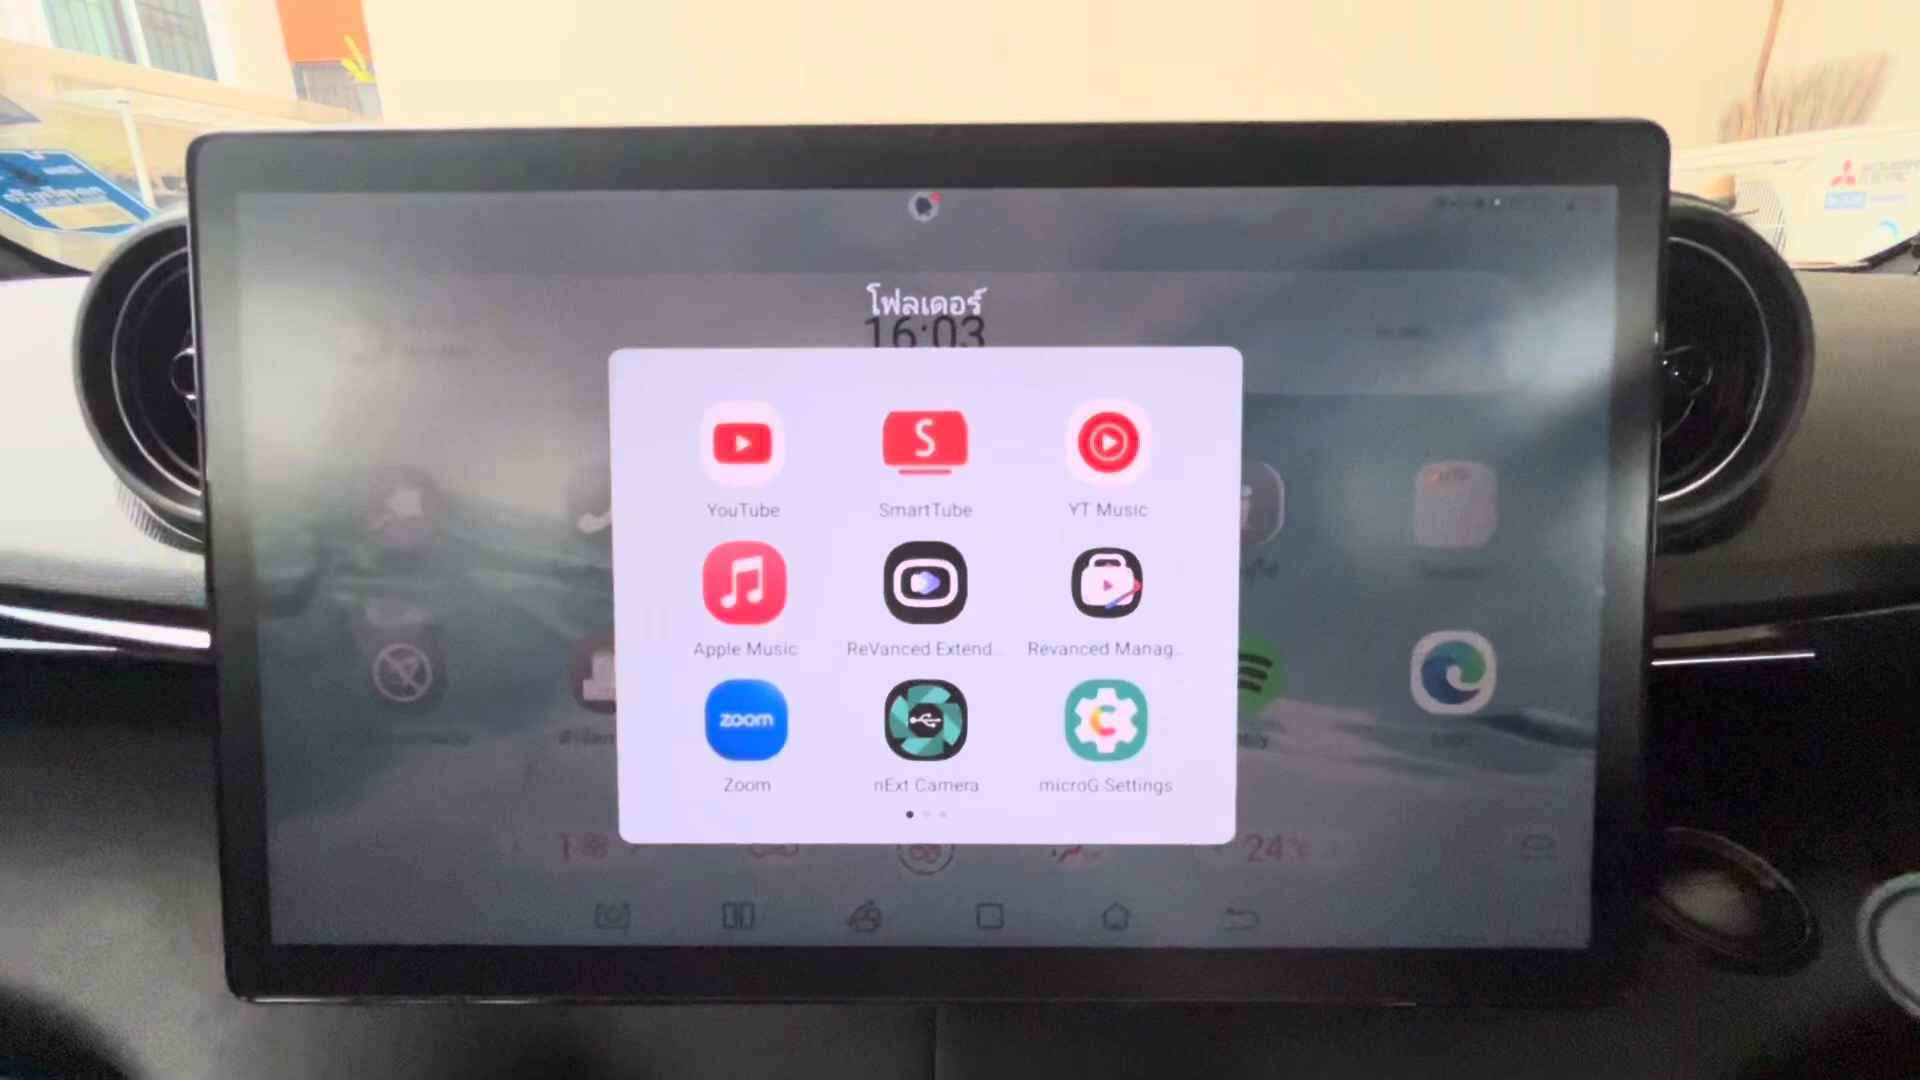 โฟลเดอร์
16:03
YouTube
SmartTube
YT Music
Apple Music
ReVanced Extend...
Revanced Manag...
zoom
Zoom
nExt Camera
microG Settings
1
24